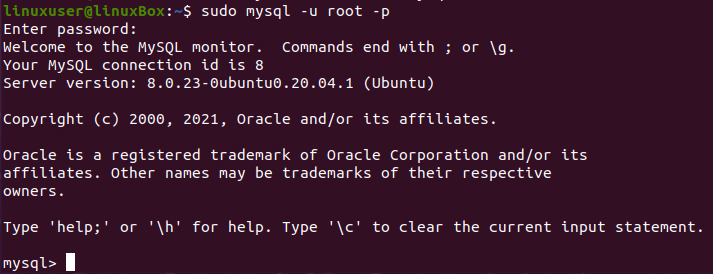 linuxuser@linuxBox:~$ sudo mysql -u root -p
Enter password:
Welcome to the MySQL monitor.  Commands end with ; or \g.
Your MySQL connection id is 8
Server version: 8.0.23-0ubuntu0.20.04.1 (Ubuntu)
Copyright (c) 2000, 2021, Oracle and/or its affiliates.
Oracle is a registered trademark of Oracle Corporation and/or its
affiliates. Other names may be trademarks of their respective
owners.
Type 'help;' or '\h' for help. Type '\c' to clear the current input statement.
mysql>